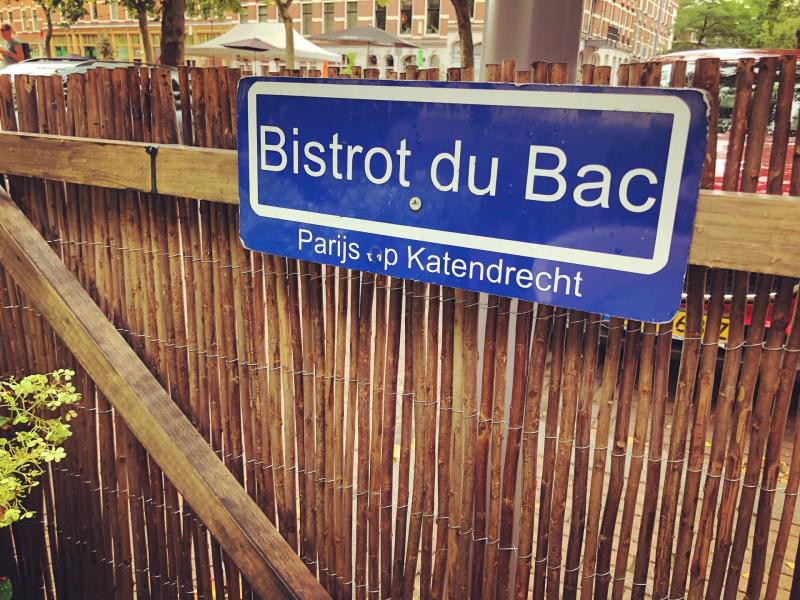 Bistrot du Bac
Parijs op Katendrecht